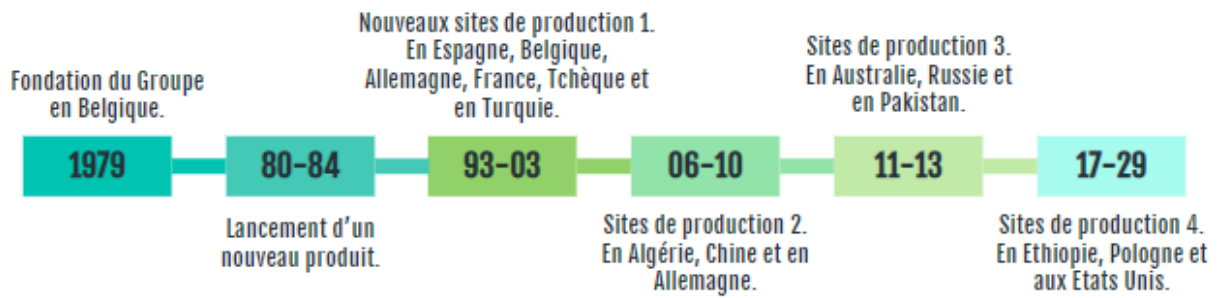 Fondation du Groupe
en Belgique.
1979
80-84
Lancement d'un
nouveau produit.
Nouveaux sites de production 1.
En Espagne, Belgique,
Allemagne, France, Tchèque et
en Turquie.
93-03
06-10
Sites de production 2.
En Algérie, Chine et en
Allemagne.
Sites de production 3.
En Australie, Russie et
en Pakistan.
11-13
17-29
Sites de production 4.
En Ethiopie, Pologne et
aux Etats Unis.